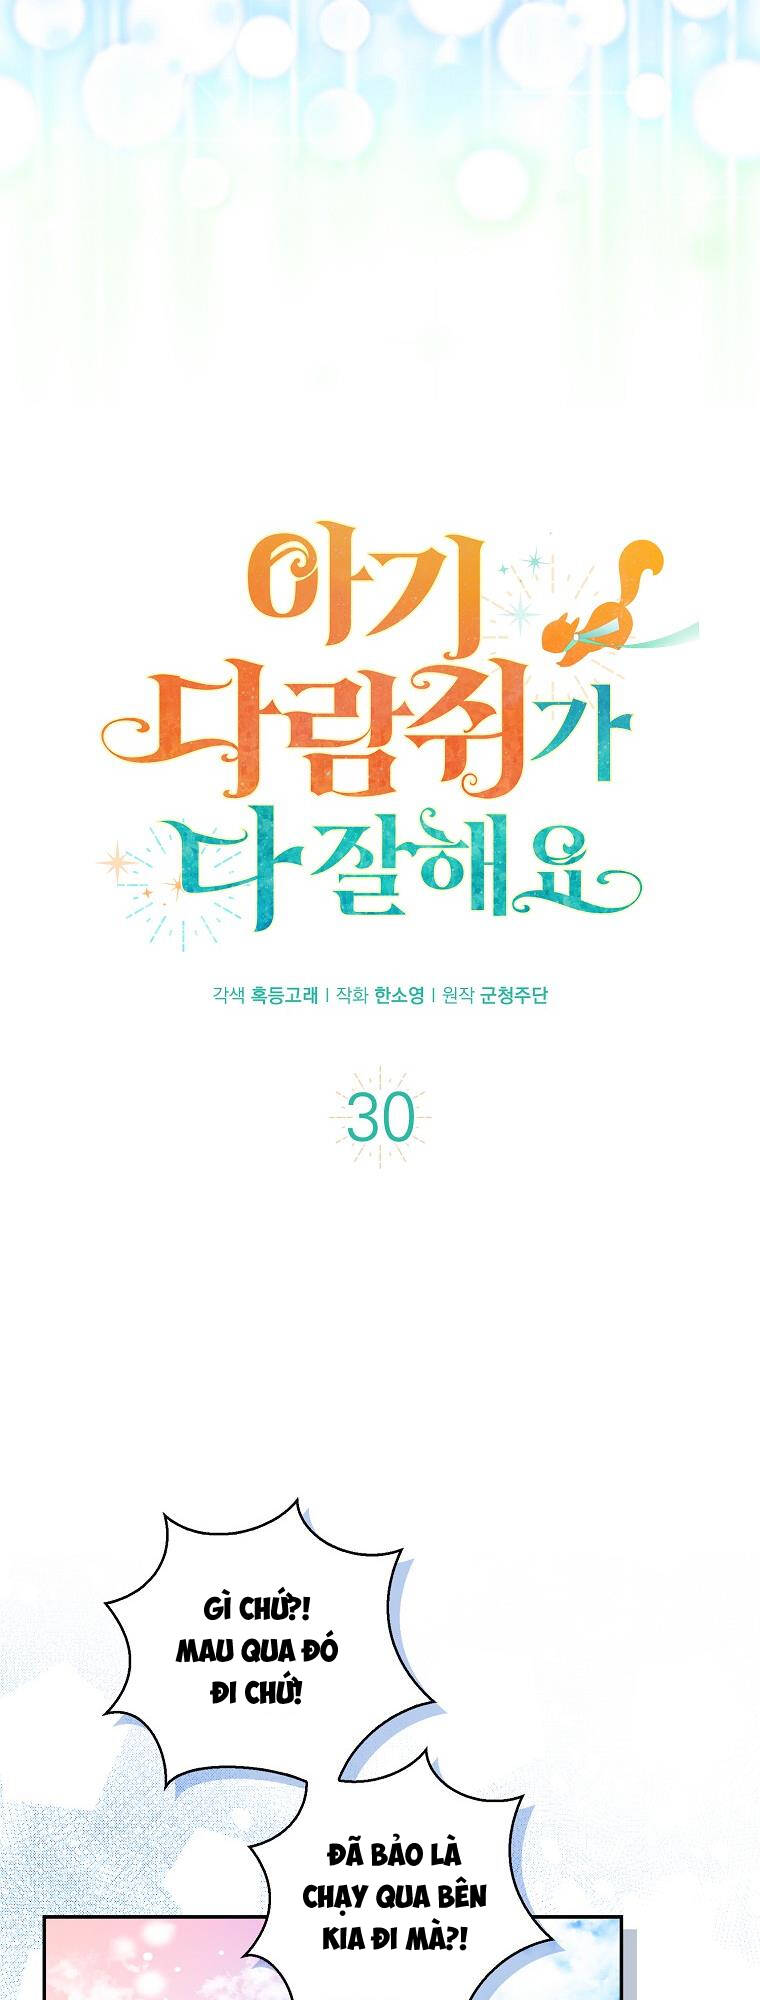 아기
다람쥐가
다 잘해요
각색 혹등고래 | 작화 한소영 | 원작 군청주단
30
GÌ CHỨ?!
MAU QUA ĐÓ
ĐI CHỨ!
ĐÃ BẢO LÀ
CHẠY QUA BÊN
KIA ĐI MÀ?!